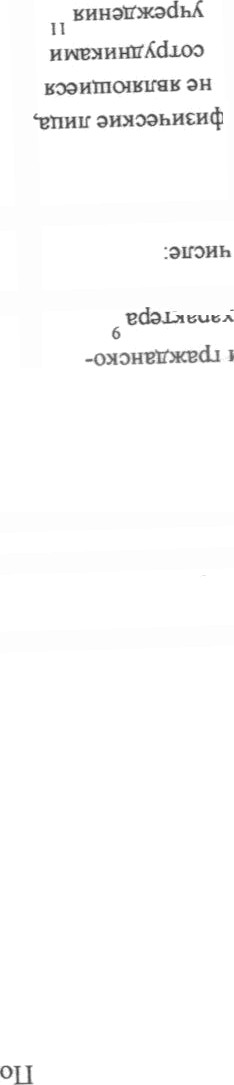 По
и гражданско-
характера 9
числе:
физические лица,
не являющиеся
сотрудниками
учреждения 11